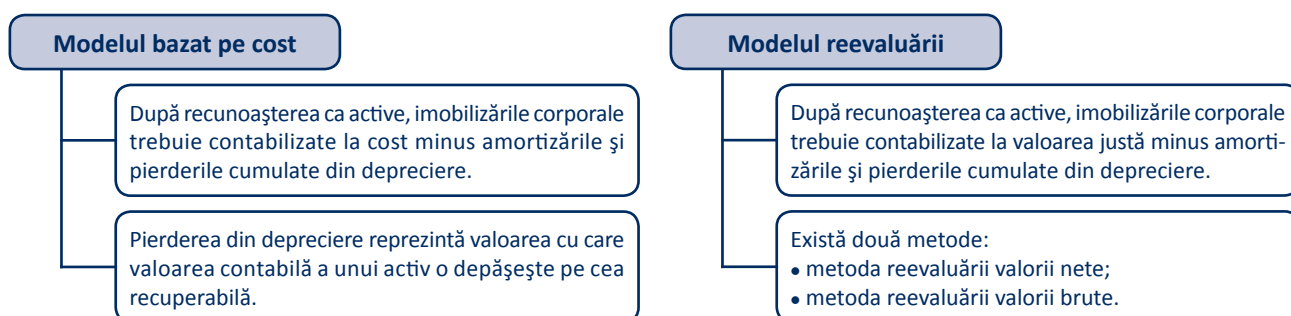 Modelul bazat pe cost
După recunoaşterea ca active, imobilizările corporale
trebuie contabilizate la cost minus amortizările şi
pierderile cumulate din depreciere.
Pierderea din depreciere reprezintă valoarea cu care
valoarea contabilă a unui activ o depăşeşte pe cea
recuperabilă.
Modelul reevaluării
După recunoaşterea ca active, imobilizările corporale
trebuie contabilizate la valoarea justă minus amorti-
zările şi pierderile cumulate din depreciere.
Există două metode:
• metoda reevaluării valorii nete;
• metoda reevaluării valorii brute.